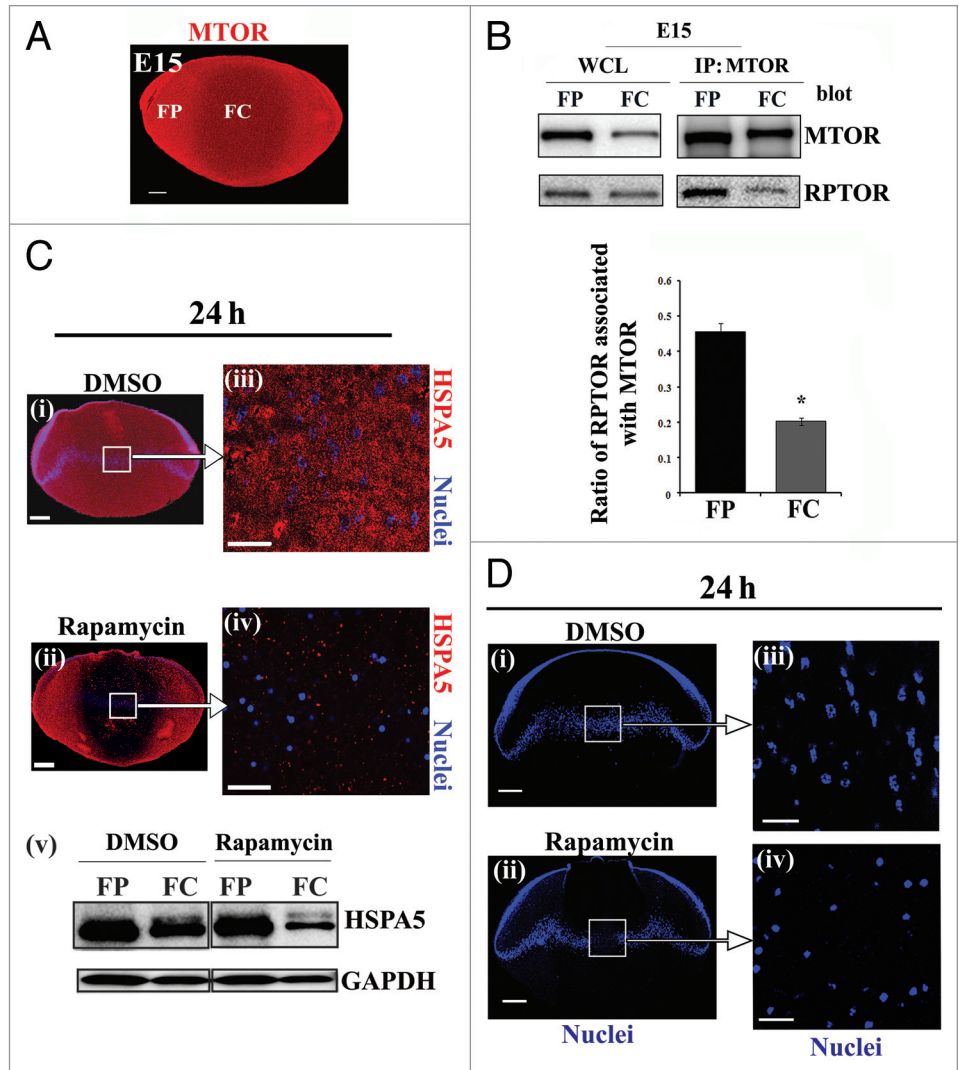 A
MTOR
E15
FP
FC
B
E15
WCL
IP:MTOR
FP
FC
FP
FC
blot
MTOR
RPTOR
Ratio of RPTOR associated
with MTOR
0.6
0.5
0.4
0.3
0.2
0.1
0
*
FP
FC
C
24 h
DMSO
(i)
(iii)
HSPA5
Nuclei
Rapamycin
(ii)
(iv)
HSPA5
Nuclei
(v)
DMSO
Rapamycin
FP
FC
FP
FC
HSPA5
GAPDH
D
24 h
DMSO
(i)
(iii)
Rapamycin
(ii)
(iv)
Nuclei
Nuclei